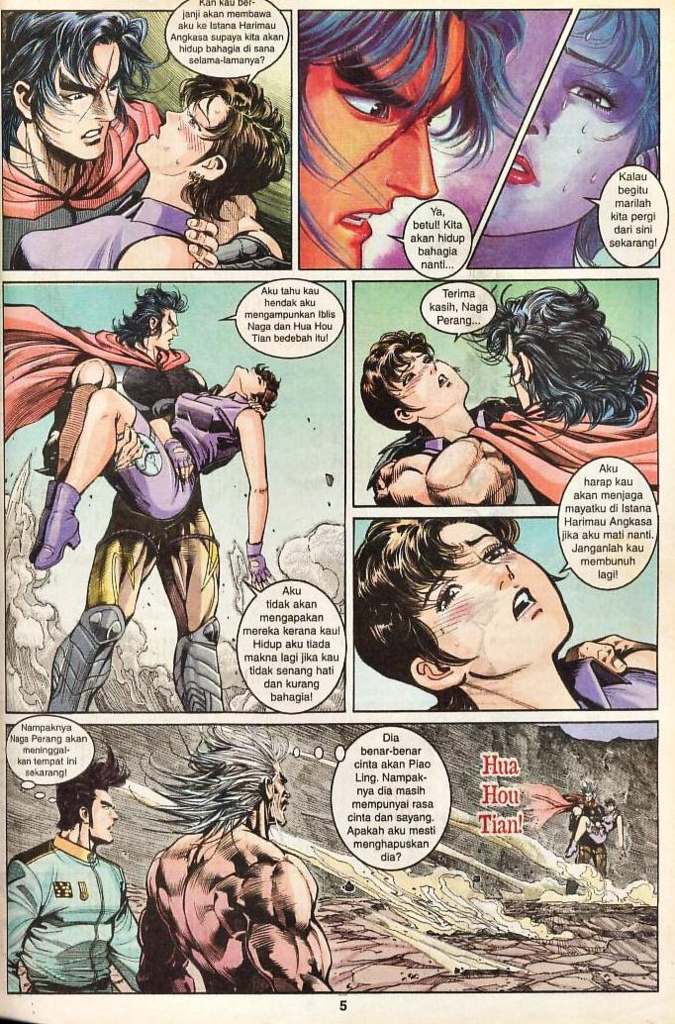 Kan kau ber-
janji akan membawa
aku ke Istana Harimau
Angkasa supaya kita akan
hidup bahagia di sana
selama-lamanya?
Ya,
betul! Kita
akan hidup
bahagia
nanti...
Kalau
begitu
marilah
kita pergi
dari sini
sekarang!
Aku tahu kau
hendak aku
mengampunkan Iblis
Naga dan Hua Hou
Tian bedebah itu!
Aku
tidak akan
mengapakan
mereka kerana kau!
Hidup aku tiada
makna lagi jika kau
tidak senang hati
dan kurang
bahagia!
Terima
kasih, Naga
Perang...
Aku
harap kau
akan menjaga
mayatku di Istana
Harimau Angkasa
jika aku mati nanti.
Janganlah kau
membunuh
lagi!
Nampaknya
Naga Perang akan
meninggal-
kan tempat ini
sekarang!
Dia
benar-benar
cinta akan Piao
Ling. Nampak-
nya dia masih
mempunyai rasa
cinta dan sayang.
Apakah aku mesti
menghapuskan
dia?
Hua
Hou
Tian!
5